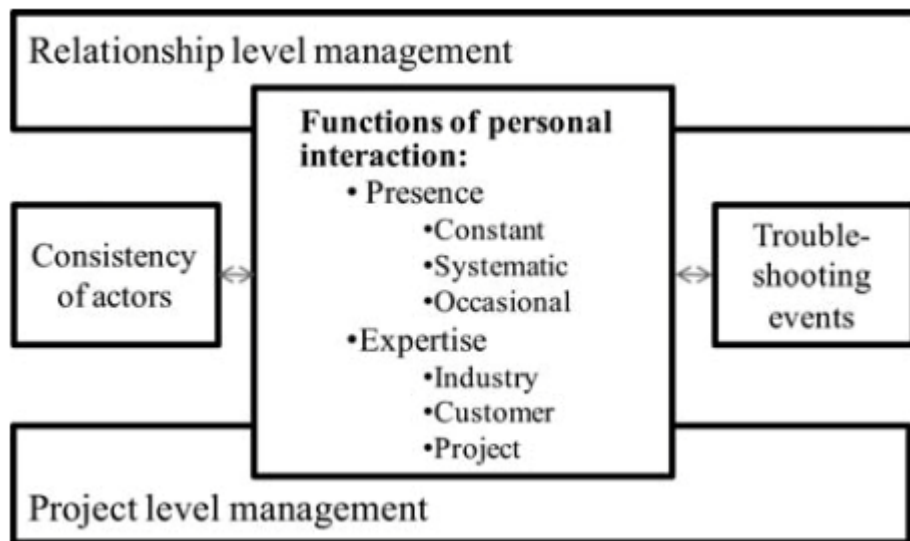 Relationship level management
Functions of personal
interaction:
• Presence
•Constant
•Systematic
•Occasional
•Expertise
•Industry
•Customer
•Project
Consistency
of actors
Trouble-
shooting
events
Project level management